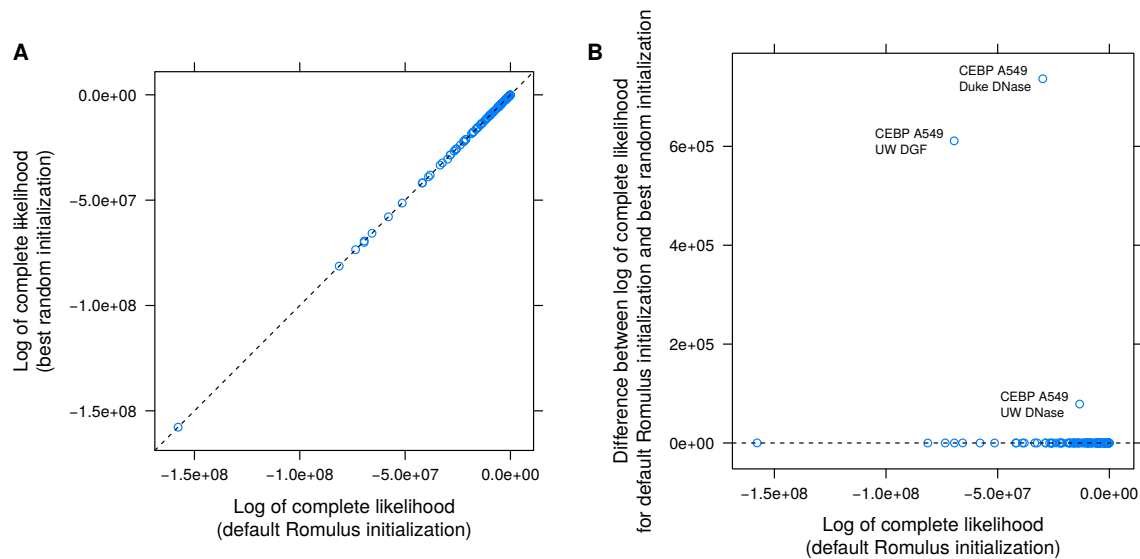 A
0.0e+00
−5.0e+07
−1.0e+08
−1.5e+08
Log of complete likelihood
(best random initialization)
−1.5e+08 −1.0e+08 −5.0e+07 0.0e+00
Log of complete likelihood
(default Romulus initialization)
B
Difference between log of complete likelihood
for default Romulus initialization and best random initialization
6e+05
4e+05
2e+05
0e+00
CEBP A549
Duke DNase
CEBP A549
UW DGF
CEBP A549
UW DNase
−1.5e+08 −1.0e+08 −5.0e+07 0.0e+00
Log of complete likelihood
(default Romulus initialization)